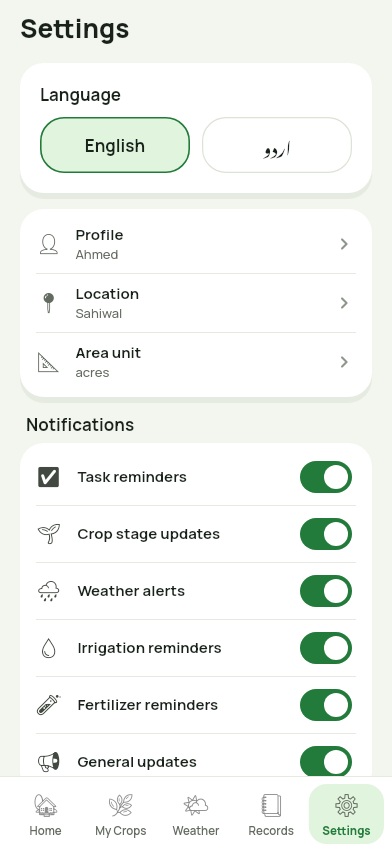 Settings
Language
English
اردو
Profile
Ahmed
Location
Sahiwal
Area unit
acres
Notifications
Task reminders
Crop stage updates
Weather alerts
Irrigation reminders
Fertilizer reminders
General updates
Home
My Crops
Weather
Records
Settings